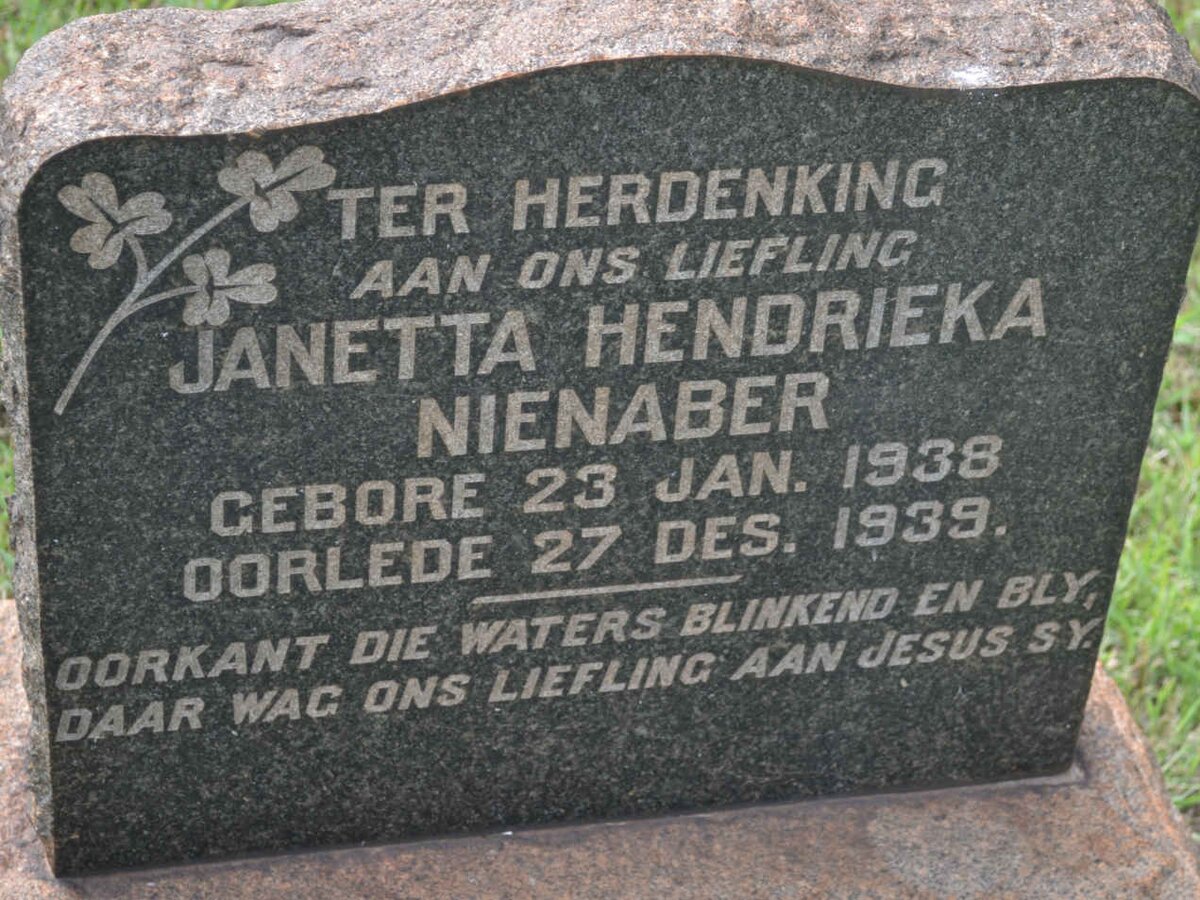 TER HERDENKING
AAN ONS LIEFLING
JANETTA HENDRIEKA
NIENABER
GEBORE 23 JAN. 1938
OORLEDE 27 DES. 1939.
OORKANT DIE WATERS BLINKEND EN BLY,
DAAR WAG ONS LIEFLING AAN JESUS SY.